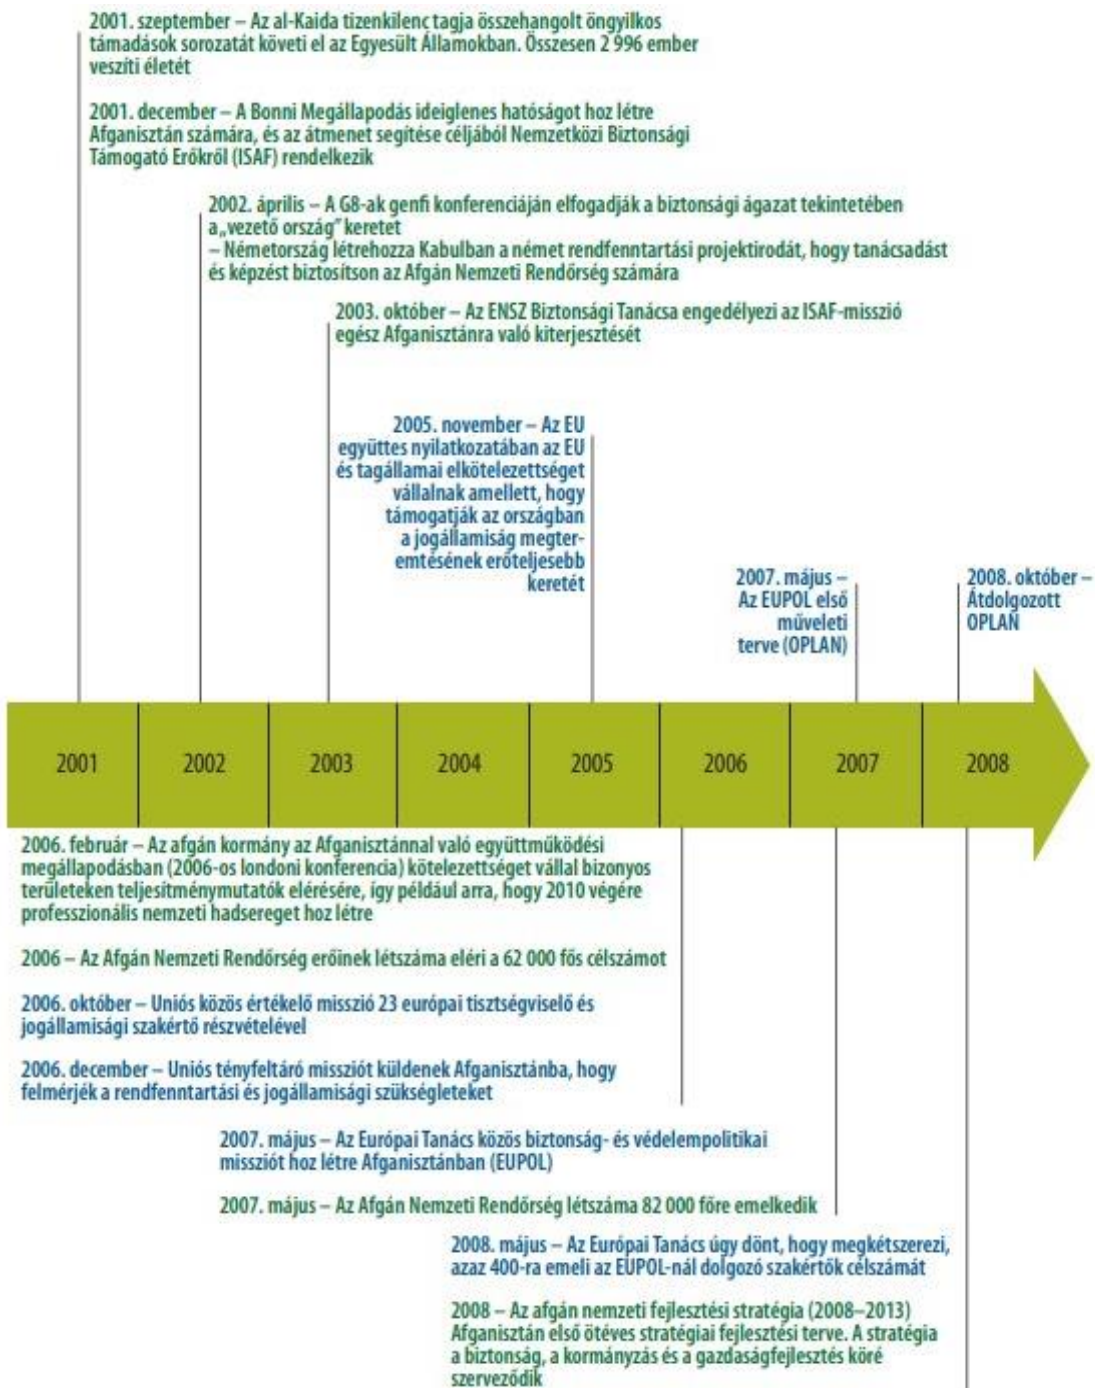 2001. szeptember – Az al-Kaida tizenkilenc tagja összehangolt öngyilkos
támadások sorozatát követi el az Egyesült Államokban. Összesen 2 996 ember
veszíti életét
2001. december – A Bonni Megállapodás ideiglenes hatóságot hoz létre
Afganisztán számára, és az átmenet segítése céljából Nemzetközi Biztonsági
Támogató Erőkről (ISAF) rendelkezik
2002. április – A G8-ak genfi konferenciáján elfogadják a biztonsági ágazat tekintetében
a „vezető ország” keretet
– Németország létrehozza Kabulban a német rendfenntartási projektirodát, hogy tanácsadást
és képzést biztosítson az Afgán Nemzeti Rendőrség számára
2003. október – Az ENSZ Biztonsági Tanácsa engedélyezi az ISAF-misszió
egész Afganisztánra való kiterjesztését
2005. november – Az EU
együttes nyilatkozatában az EU
és tagállamai elkötelezettséget
vállalnak amellett, hogy
támogatják az országban
a jogállamiság megter-
emtésének erőteljesebb
keretét
2007. május –
Az EUPOL első
műveleti
terve (OPLAN)
2008. október –
Átdolgozott
OPLAN
2001
2002
2003
2004
2005
2006
2007
2008
2006. február – Az afgán kormány az Afganisztánnal való együttműködési
megállapodásban (2006-os londoni konferencia) kötelezettséget vállal bizonyos
területeken teljesítménymutatók elérésére, így például arra, hogy 2010 végére
professzionális nemzeti hadsereget hoz létre
2006 – Az Afgán Nemzeti Rendőrség erőinek létszáma eléri a 62 000 fős célszámot
2006. október – Uniós közös értékelő misszió 23 európai tisztségviselő és
jogállamisági szakértő részvételével
2006. december – Uniós tényfeltáró missziót küldenek Afganisztánba, hogy
felmérjék a rendfenntartási és jogállamisági szükségleteket
2007. május – Az Európai Tanács közös biztonság- és védelempolitikai
missziót hoz létre Afganisztánban (EUPOL)
2007. május – Az Afgán Nemzeti Rendőrség létszáma 82 000 főre emelkedik
2008. május – Az Európai Tanács úgy dönt, hogy megkétszerezi,
azaz 400-ra emeli az EUPOL-nál dolgozó szakértők célszámát
2008 – Az afgán nemzeti fejlesztési stratégia (2008–2013)
Afganisztán első ötéves stratégiai fejlesztési terve. A stratégia
a biztonság, a kormányzás és a gazdaságfejlesztés köré
szerveződik